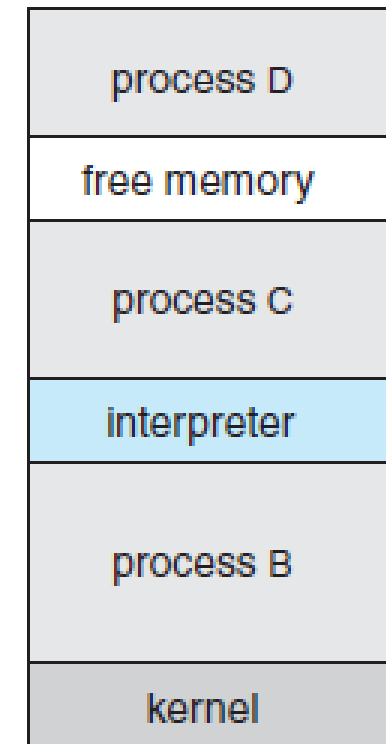 process D
free memory
process C
interpreter
process B
kernel